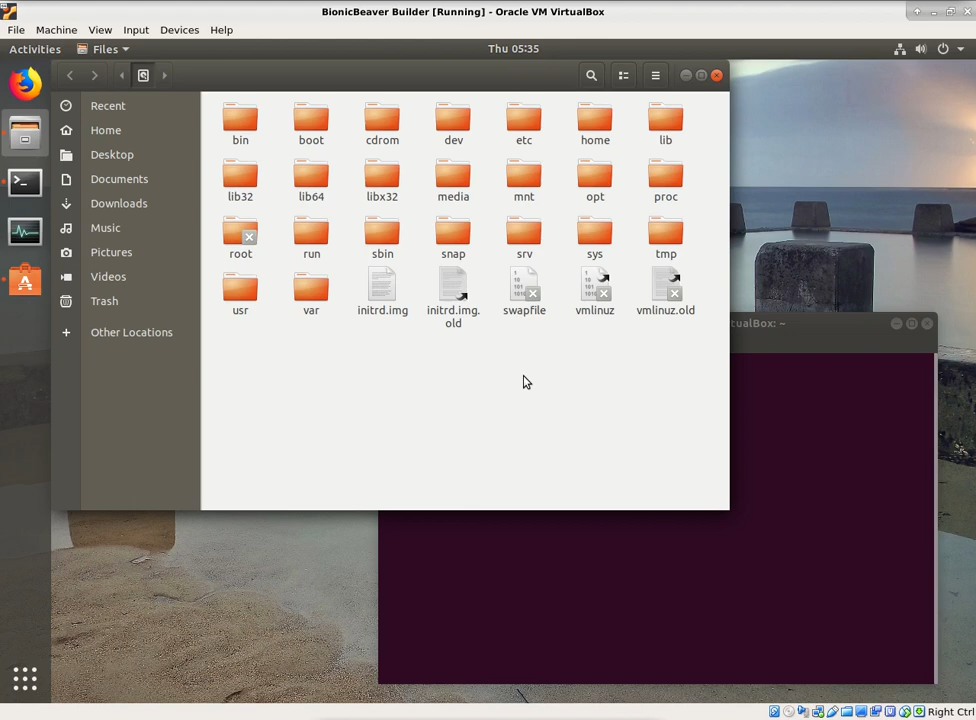 BionicBeaver Builder [Running] - Oracle VM VirtualBox
File Machine View Input Devices Help
Activities Files Thu 05:35
Recent
Home
Desktop
Documents
Downloads
Music
Pictures
Videos
Trash
Other Locations
bin boot cdrom dev etc home lib
lib32 lib64 libx32 media mnt opt proc
root run sbin snap srv sys tmp
usr var initrd.img initrd.img. swapfile vmlinuz vmlinuz.old
old
tualBox: ~
Right Ctrl